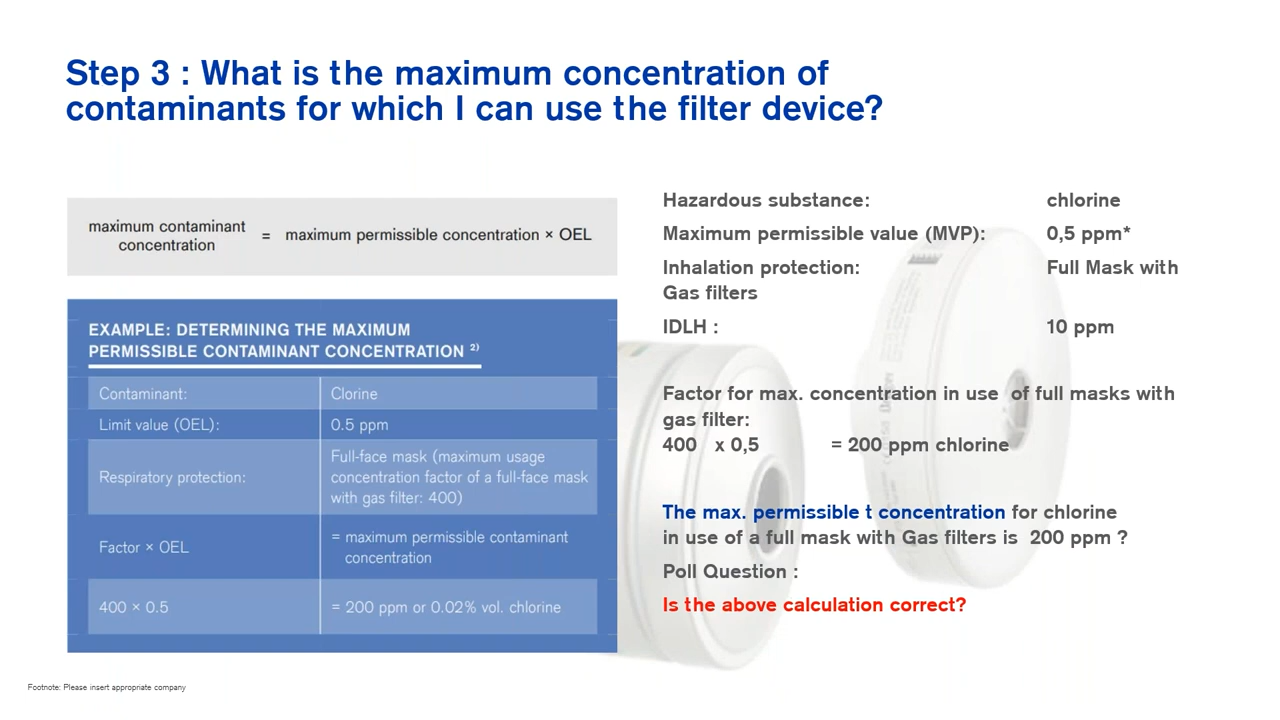 Step 3 : What is the maximum concentration of
contaminants for which I can use the filter device?
maximum contaminant
concentration
= maximum permissible concentration × OEL
EXAMPLE: DETERMINING THE MAXIMUM
PERMISSIBLE CONTAMINANT CONCENTRATION 2)
Contaminant: Clorine
Limit value (OEL): 0.5 ppm
Respiratory protection: Full-face mask (maximum usage
concentration factor of a full-face mask
with gas filter: 400)
Factor × OEL = maximum permissible contaminant
concentration
400 × 0.5 = 200 ppm or 0.02% vol. chlorine
Hazardous substance: chlorine
Maximum permissible value (MVP): 0,5 ppm*
Inhalation protection: Full Mask with
Gas filters
IDLH : 10 ppm
Factor for max. concentration in use of full masks with
gas filter:
400 x 0,5 = 200 ppm chlorine
The max. permissible t concentration for chlorine
in use of a full mask with Gas filters is 200 ppm ?
Poll Question :
Is the above calculation correct?
Footnote: Please insert appropriate company